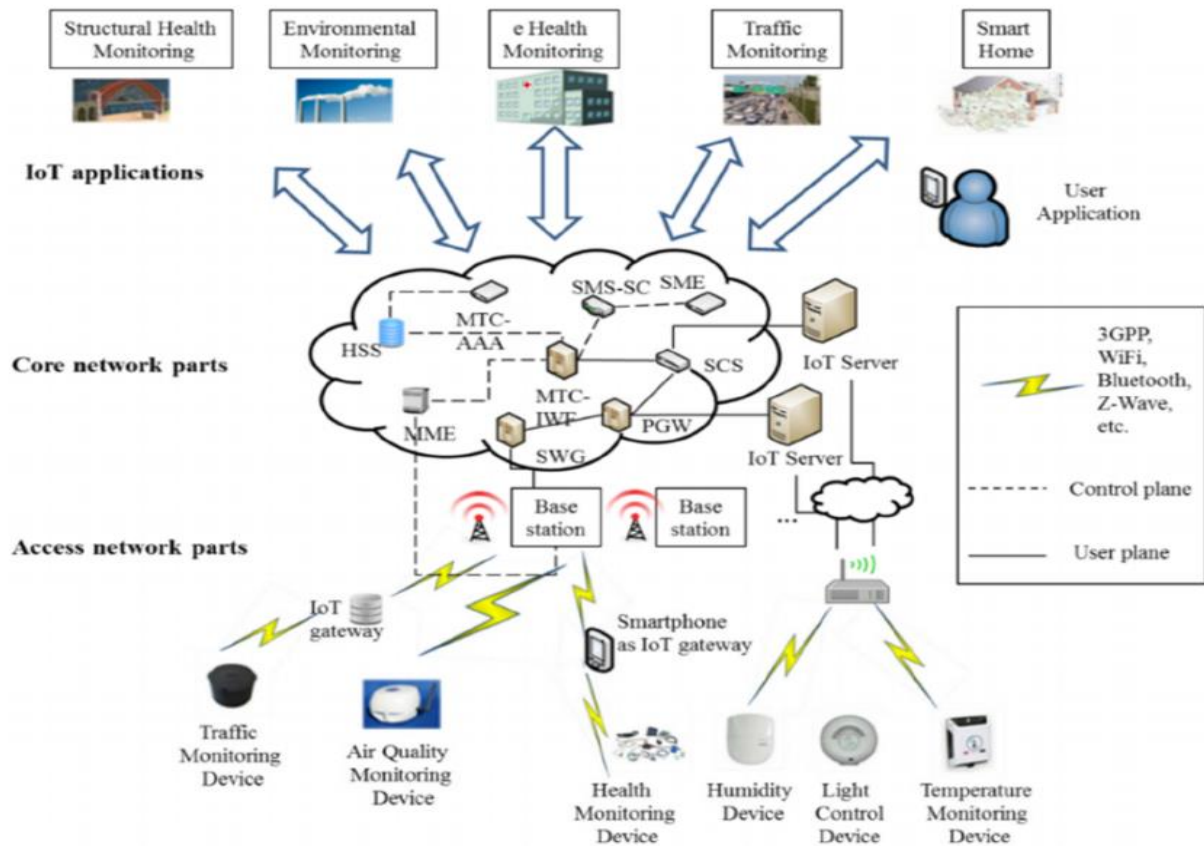 Structural Health
Monitoring
Environmental
Monitoring
e Health
Monitoring
Traffic
Monitoring
Smart
Home
IoT applications
User
Application
SMS-SC
SME
MTC-
AAA
HSS
SCS
IoT Server
Core network parts
MTC-
IWF
MME
PGW
SWG
IoT Server
3GPP,
WiFi,
Bluetooth,
Z-Wave,
etc.
Control plane
User plane
Base
station
Base
station
...
Access network parts
IoT
gateway
Smartphone
as IoT gateway
Traffic
Monitoring
Device
Air Quality
Monitoring
Device
Health
Monitoring
Device
Humidity
Device
Light
Control
Device
Temperature
Monitoring
Device